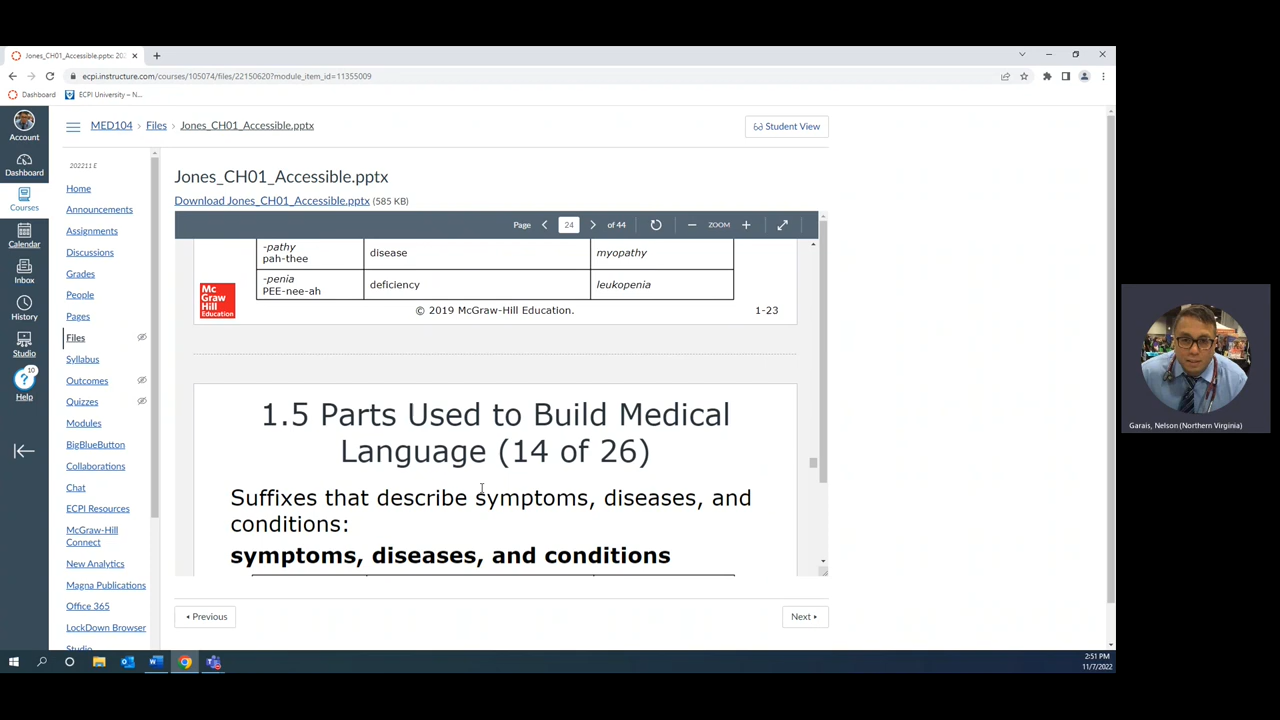 Jones_CH01_Accessible.pptx: 202
ecpi.instructure.com/courses/105074/files/22150620?module_item_id=11355009
Dashboard
ECPI University – N...
Account
Dashboard
Courses
Calendar
Inbox
History
Studio
10
Help
202211 E
Home
Announcements
Assignments
Discussions
Grades
People
Pages
Files
Syllabus
Outcomes
Quizzes
Modules
BigBlueButton
Collaborations
Chat
ECPI Resources
McGraw-Hill
Connect
New Analytics
Magna Publications
Office 365
LockDown Browser
Studio
MED104 › Files › Jones_CH01_Accessible.pptx
Student View
Jones_CH01_Accessible.pptx
Download Jones_CH01_Accessible.pptx (585 KB)
Page 24 of 44 ZOOM
-pathy
pah-thee
disease
myopathy
-penia
PEE-nee-ah
deficiency
leukopenia
Mc
Graw
Hill
Education
© 2019 McGraw-Hill Education.
1-23
1.5 Parts Used to Build Medical
Language (14 of 26)
Suffixes that describe symptoms, diseases, and
conditions:
symptoms, diseases, and conditions
Previous
Next
2:51 PM
11/7/2022
Garais, Nelson (Northern Virginia)